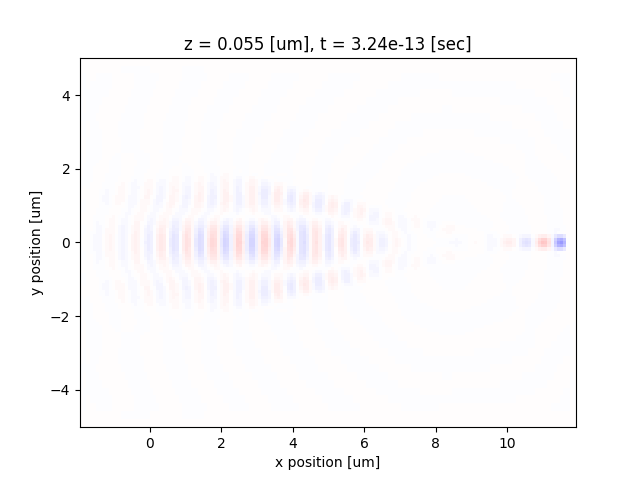 z = 0.055 [um], t = 3.24e-13 [sec]
4
2
0
−2
−4
y position [um]
0 2 4 6 8 10
x position [um]